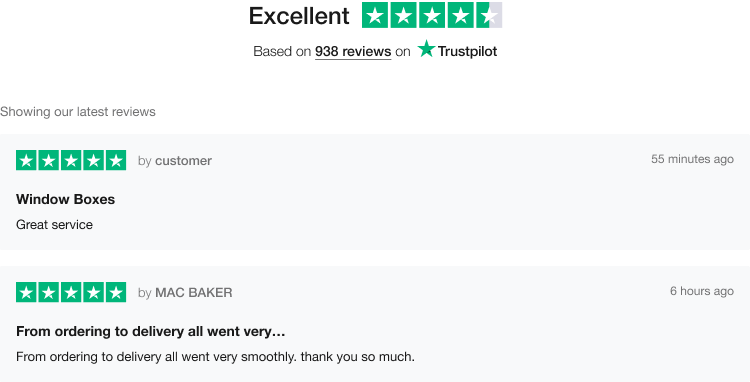 Excellent
Based on 938 reviews on Trustpilot
Showing our latest reviews
by customer
55 minutes ago
Window Boxes
Great service
by MAC BAKER
6 hours ago
From ordering to delivery all went very...
From ordering to delivery all went very smoothly. thank you so much.